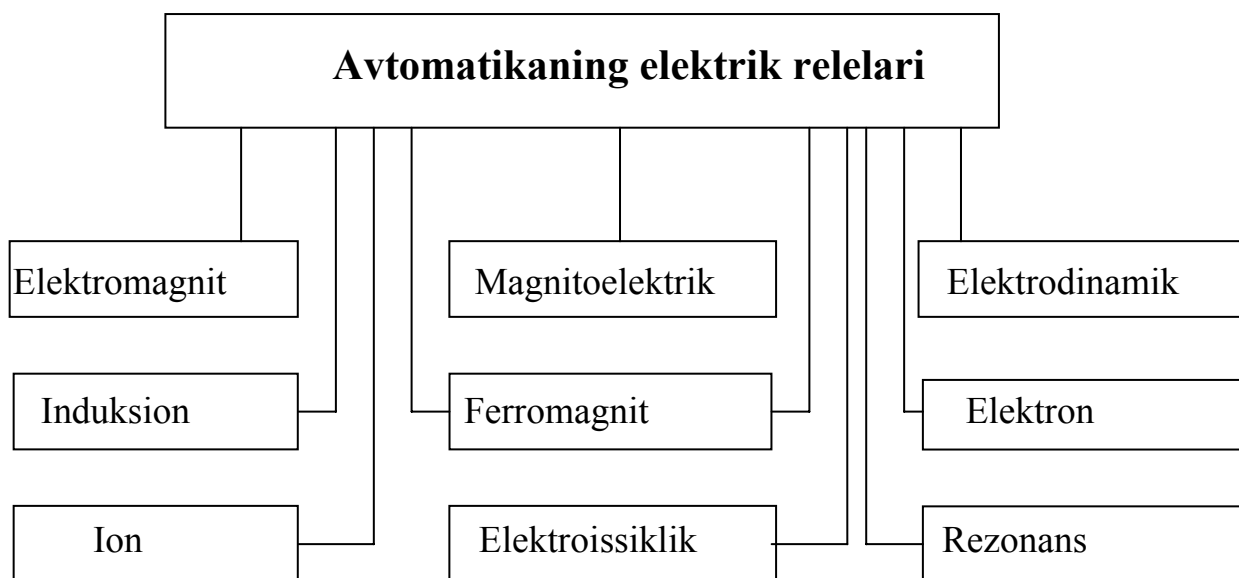 Avtomatikaning elektrik relelari
Elektromagnit
Magnitoelektrik
Elektrodinamik
Induksion
Ferromagnit
Elektron
Ion
Elektroissiklik
Rezonans